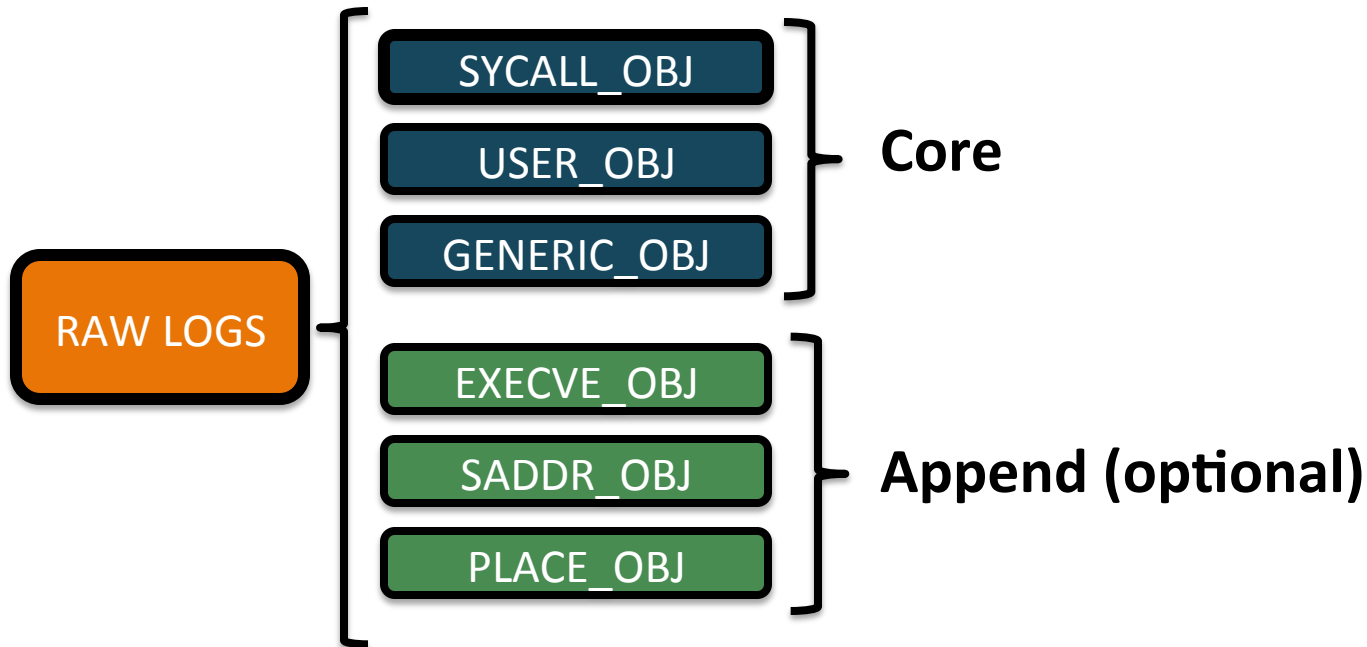 RAW LOGS
SYCALL_OBJ
USER_OBJ
GENERIC_OBJ
Core
EXECVE_OBJ
SADDR_OBJ
PLACE_OBJ
Append (optional)